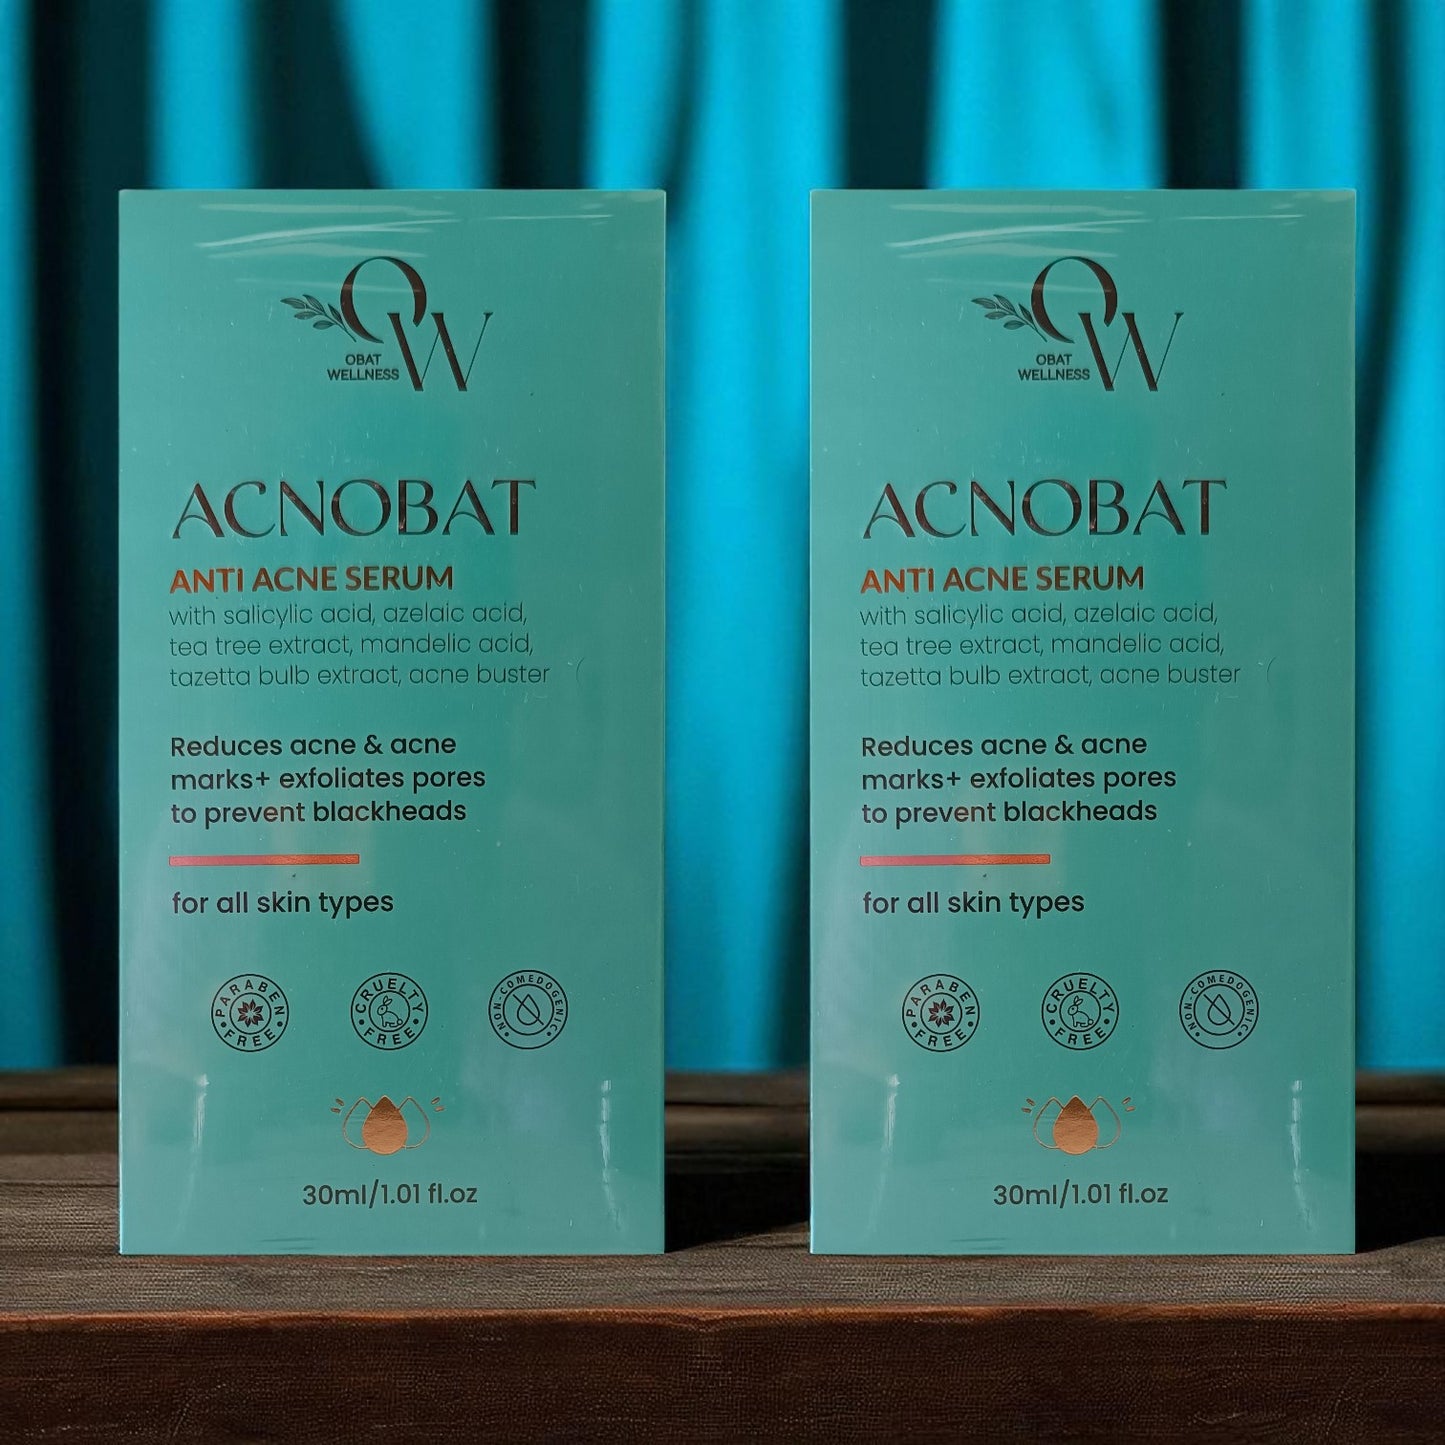 OW
OBAT
WELLNESS
ACNOBAT
ANTI ACNE SERUM
with salicylic acid, azelaic acid,
tea tree extract, mandelic acid,
tazetta bulb extract, acne buster
Reduces acne & acne
marks+ exfoliates pores
to prevent blackheads
for all skin types
PARABEN
FREE
CRUELTY
FREE
NON-COMEDOGENIC
30ml/1.01 fl.oz
OW
OBAT
WELLNESS
ACNOBAT
ANTI ACNE SERUM
with salicylic acid, azelaic acid,
tea tree extract, mandelic acid,
tazetta bulb extract, acne buster
Reduces acne & acne
marks+ exfoliates pores
to prevent blackheads
for all skin types
PARABEN
FREE
CRUELTY
FREE
NON-COMEDOGENIC
30ml/1.01 fl.oz